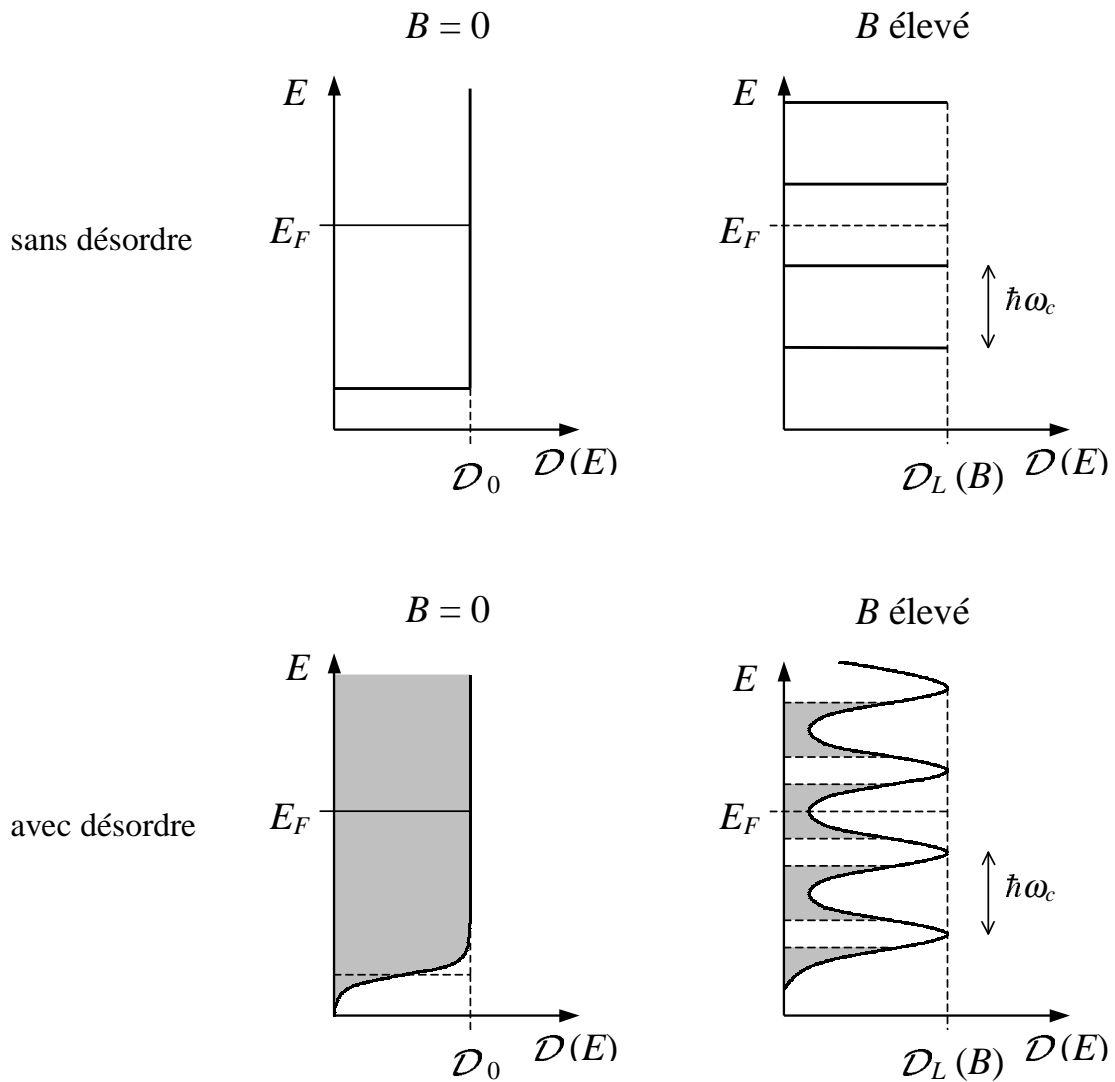 B = 0
B élevé
E
E
sans désordre
E_F
E_F
ħω_c
𝒟_0
𝒟(E)
𝒟_L (B)
𝒟(E)
B = 0
B élevé
E
E
avec désordre
E_F
E_F
ħω_c
𝒟_0
𝒟(E)
𝒟_L (B)
𝒟(E)